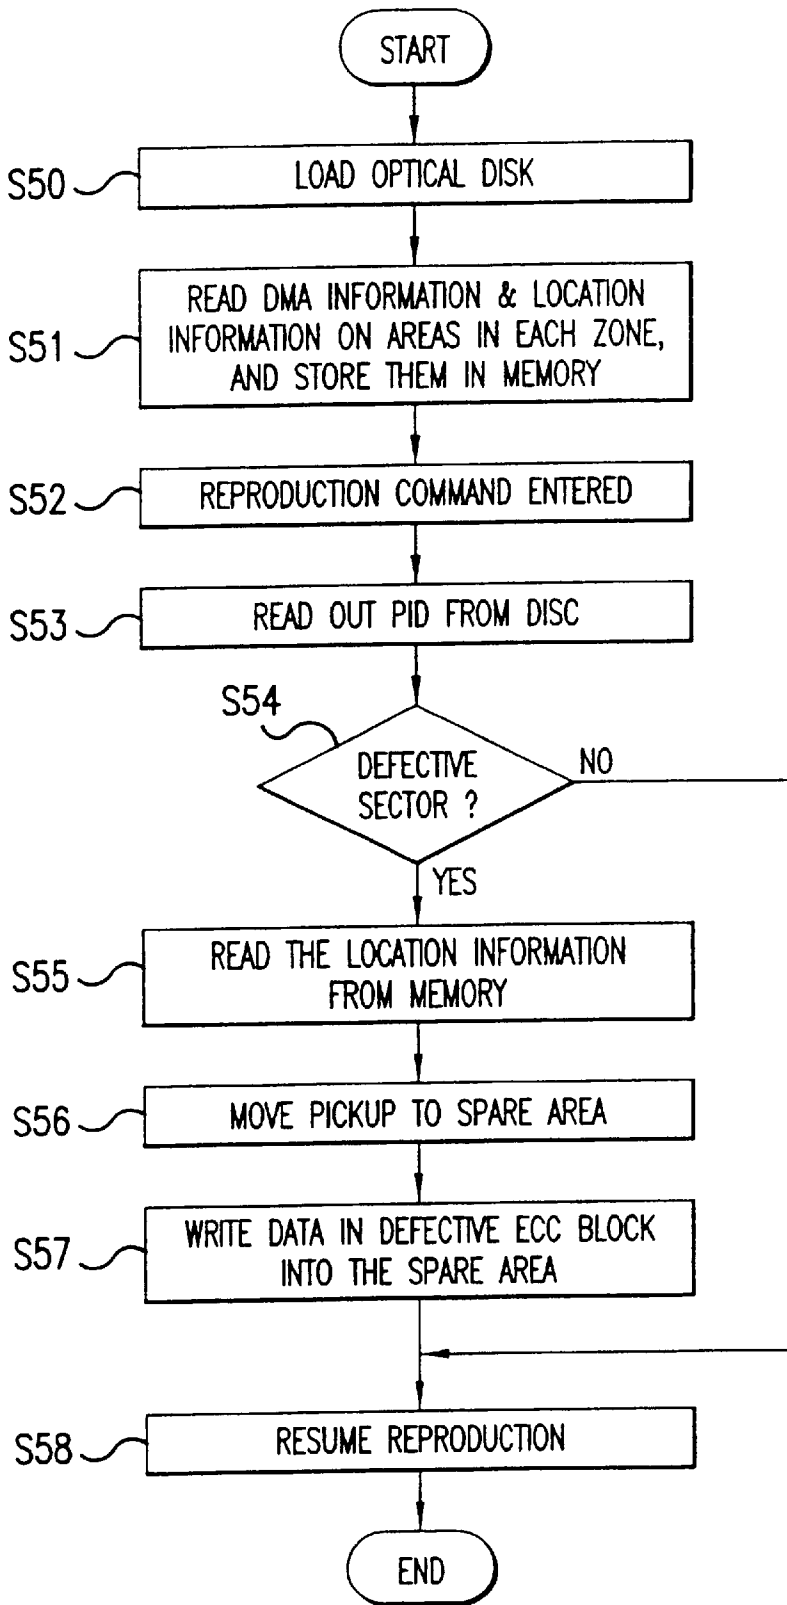 START
S50
LOAD OPTICAL DISK
S51
READ DMA INFORMATION & LOCATION
INFORMATION ON AREAS IN EACH ZONE,
AND STORE THEM IN MEMORY
S52
REPRODUCTION COMMAND ENTERED
S53
READ OUT PID FROM DISC
S54
DEFECTIVE
SECTOR ?
NO
YES
S55
READ THE LOCATION INFORMATION
FROM MEMORY
S56
MOVE PICKUP TO SPARE AREA
S57
WRITE DATA IN DEFECTIVE ECC BLOCK
INTO THE SPARE AREA
S58
RESUME REPRODUCTION
END